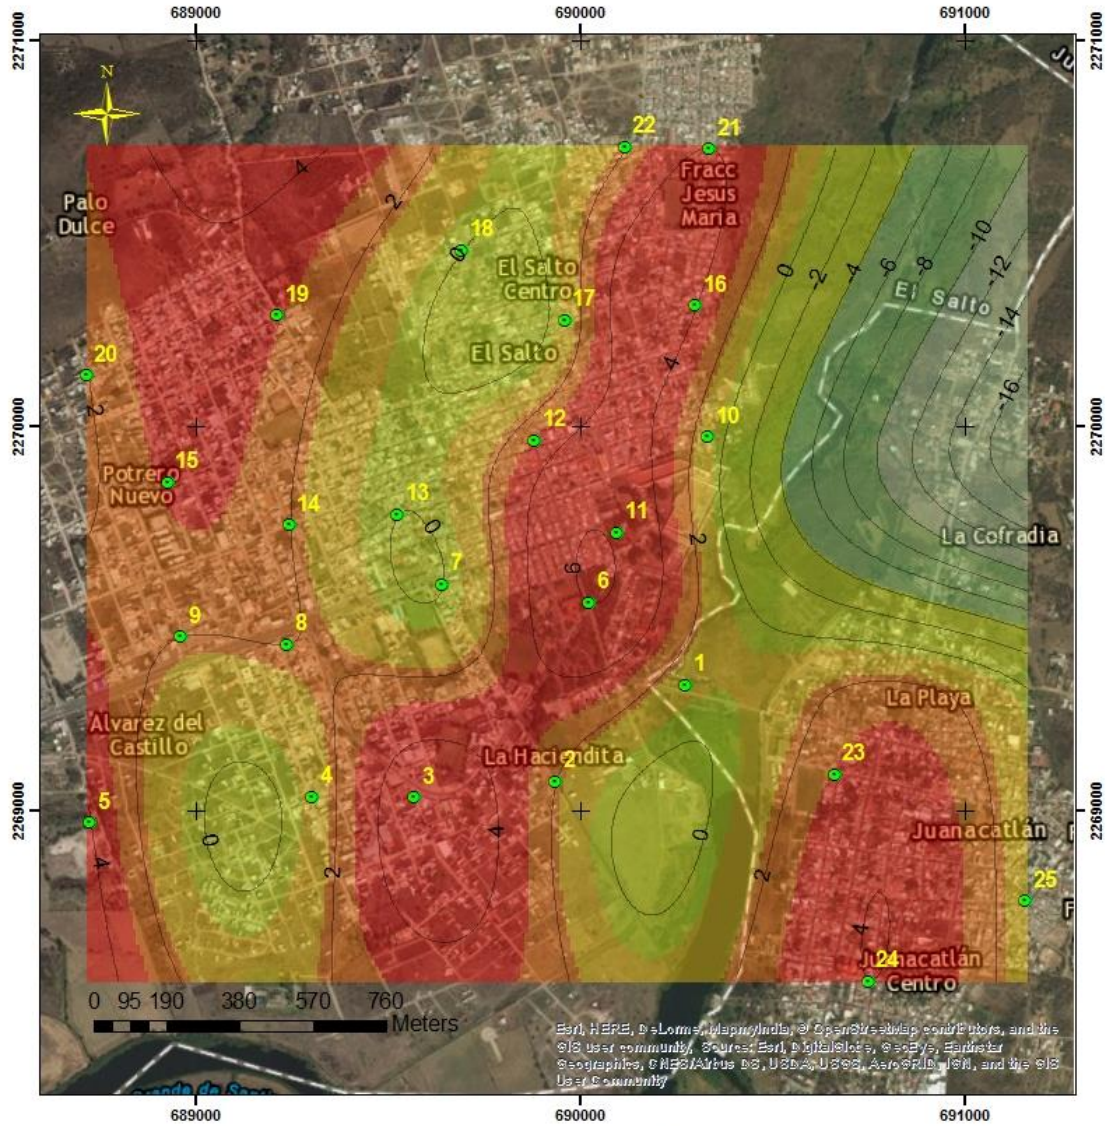 689000 690000 691000
2271000
2271000
Ju
N
22 21
Fracc
Jesus
Maria
4
Palo
Dulce
2
18
0
El Salto
Centro
-10
-12
-14
-16
0 -2 -4 -6 -8
El Salto
19
17
16
El Salto
4
20
2
2270000
2270000
12
10
15
Potrero
Nuevo
14
13
0
11
2
La Cofradia
7
6
6
9
8
1
La Playa
Alvarez del
Castillo
La Haciendita
23
5
4
3
2
0
4
0
2269000
2269000
Juanacatlán
4
2
2
25
F
4
24
Juanacatlán
Centro
0 95 190 380 570 760
Meters
Esri, HERE, DeLorme, MapmyIndia, © OpenStreetMap contributors, and the
GIS user community, Source: Esri, DigitalGlobe, GeoEye, Earthstar
Geographics, CNES/Airbus DS, USDA, USGS, AeroGRID, IGN, and the GIS
User Community
689000 690000 691000